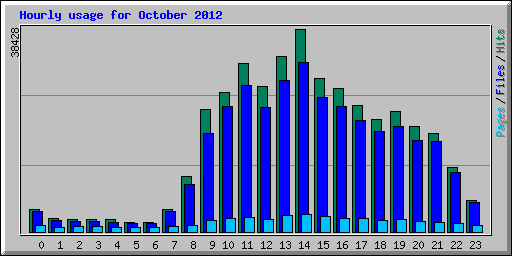 Hourly usage for October 2012
38428
Pages/Files/Hits
0 1 2 3 4 5 6 7 8 9 10 11 12 13 14 15 16 17 18 19 20 21 22 23